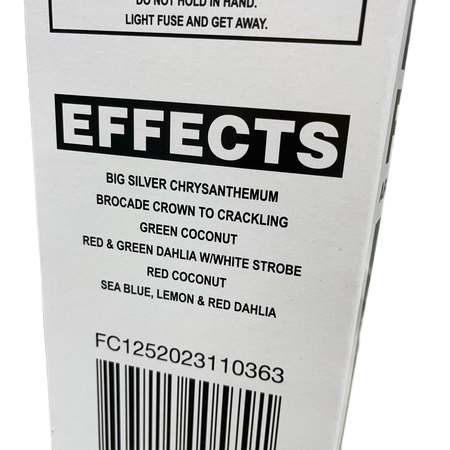 DO NOT HOLD IN HAND.
LIGHT FUSE AND GET AWAY.
EFFECTS
BIG SILVER CHRYSANTHEMUM
BROCADE CROWN TO CRACKLING
GREEN COCONUT
RED & GREEN DAHLIA W/WHITE STROBE
RED COCONUT
SEA BLUE, LEMON & RED DAHLIA
FC1252023110363